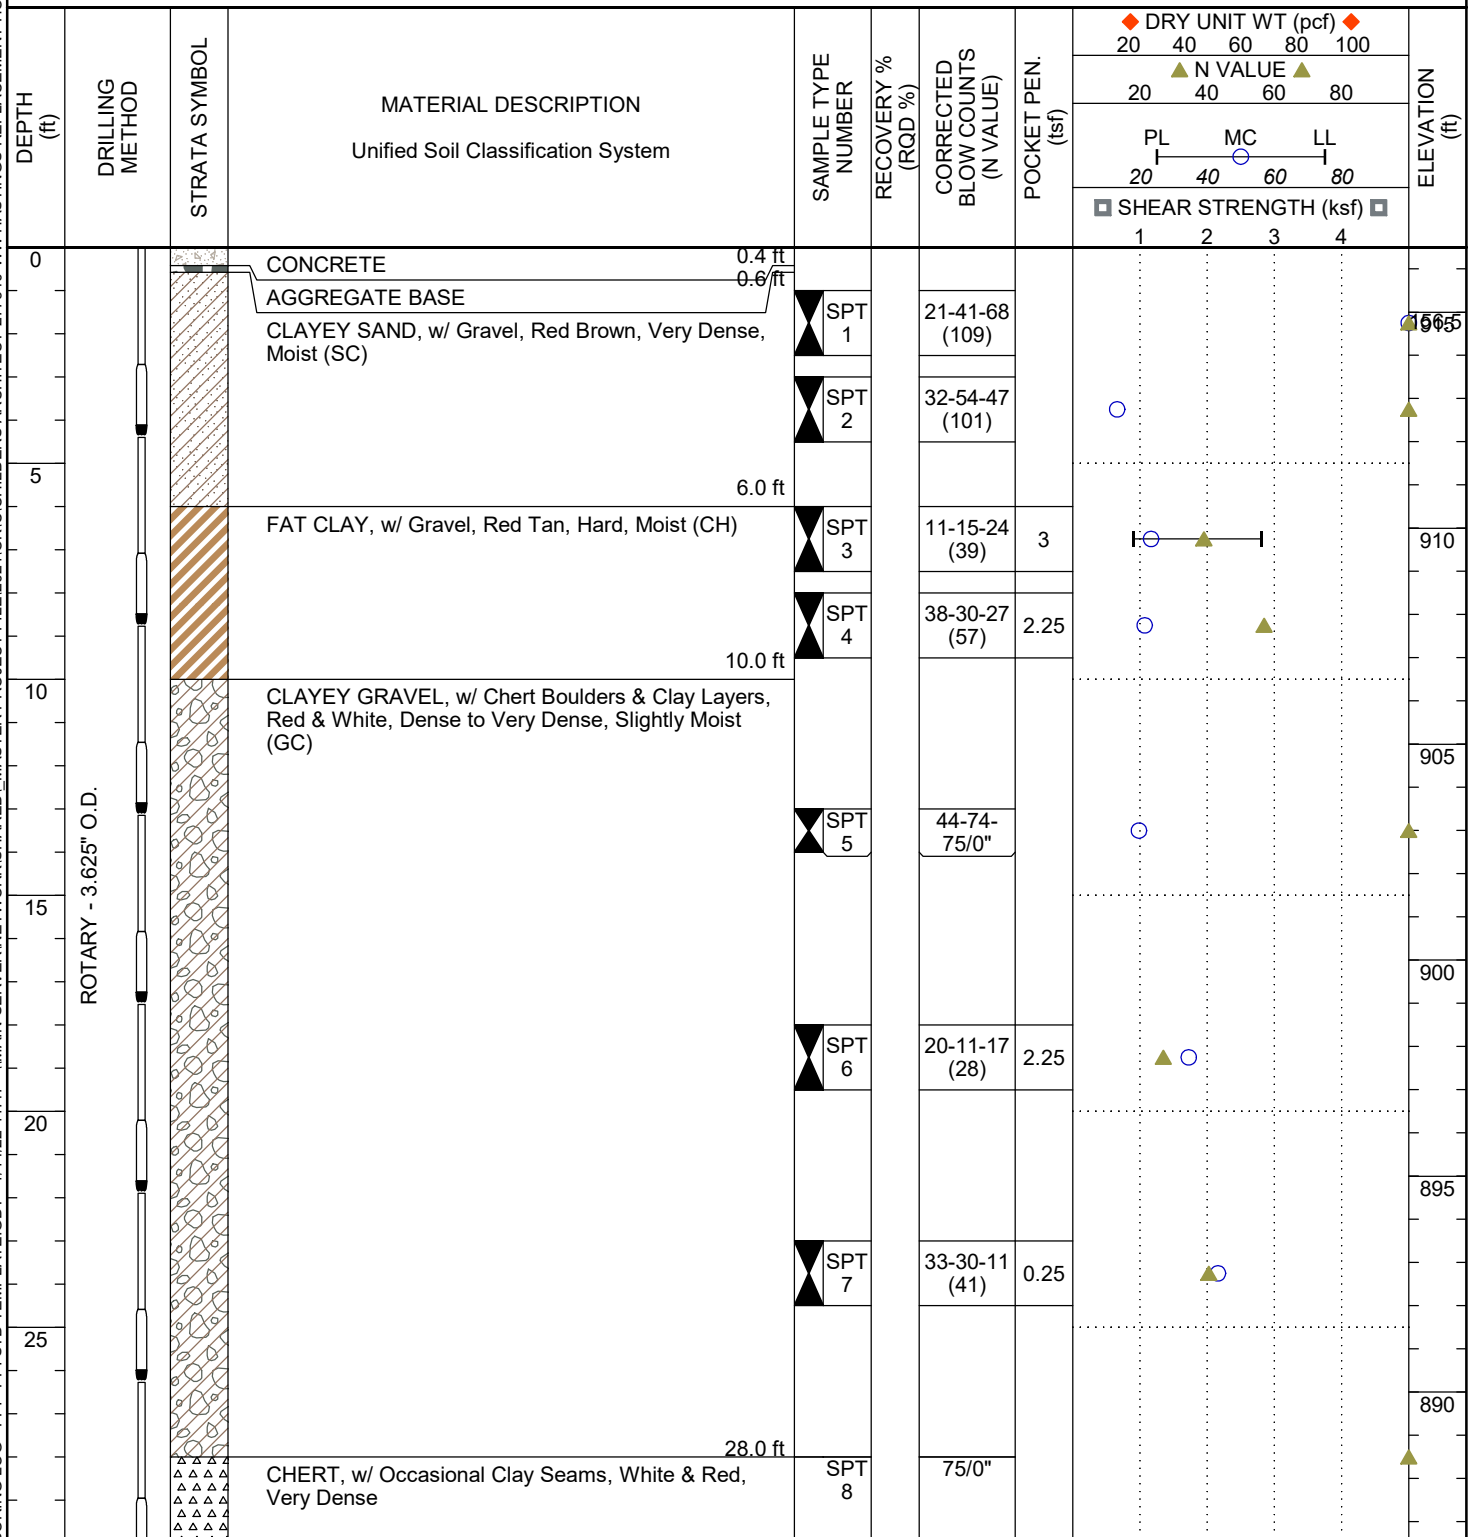 DEPTH
(ft)
DRILLING
METHOD
STRATA SYMBOL
MATERIAL DESCRIPTION
Unified Soil Classification System
SAMPLE TYPE
NUMBER
RECOVERY %
(RQD %)
CORRECTED
BLOW COUNTS
(N VALUE)
POCKET PEN.
(tsf)
DRY UNIT WT (pcf)
20 40 60 80 100
N VALUE
20 40 60 80
PL MC LL
20 40 60 80
SHEAR STRENGTH (ksf)
1 2 3 4
ELEVATION
(ft)
0
CONCRETE
0.4 ft
0.6 ft
AGGREGATE BASE
CLAYEY SAND, w/ Gravel, Red Brown, Very Dense,
Moist (SC)
SPT
1
21-41-68
(109)
915
SPT
2
32-54-47
(101)
5
6.0 ft
FAT CLAY, w/ Gravel, Red Tan, Hard, Moist (CH)
SPT
3
11-15-24
(39)
3
910
SPT
4
38-30-27
(57)
2.25
10.0 ft
10
CLAYEY GRAVEL, w/ Chert Boulders & Clay Layers,
Red & White, Dense to Very Dense, Slightly Moist
(GC)
905
ROTARY - 3.625" O.D.
SPT
5
44-74-
75/0"
15
900
SPT
6
20-11-17
(28)
2.25
20
895
SPT
7
33-30-11
(41)
0.25
25
890
28.0 ft
CHERT, w/ Occasional Clay Seams, White & Red,
Very Dense
SPT
8
75/0"